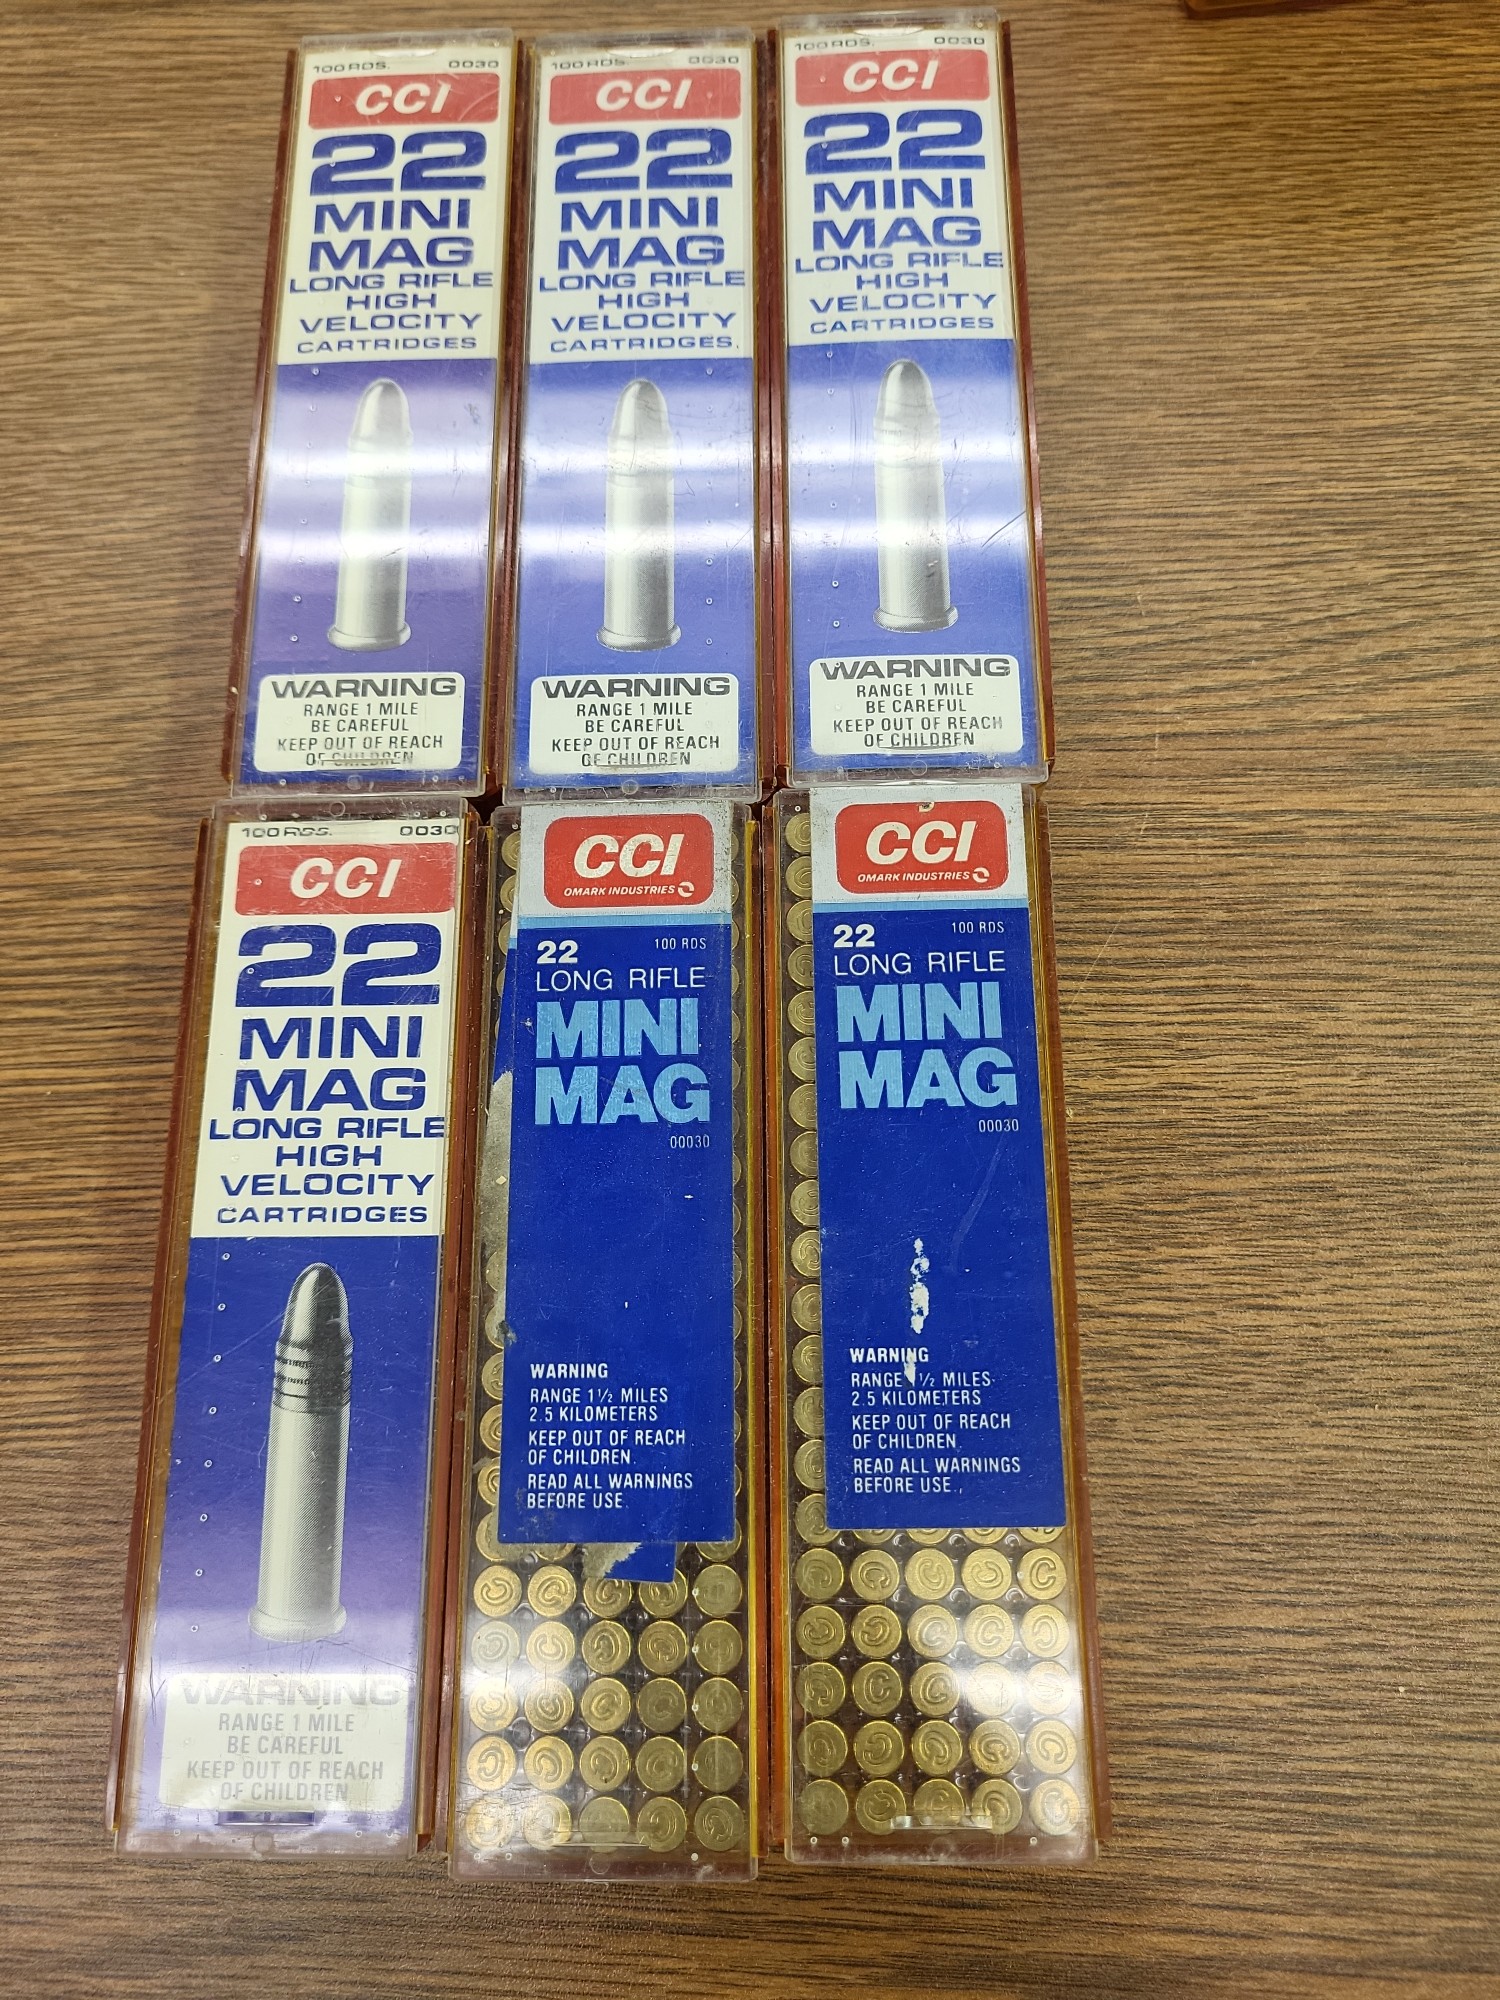 100 RDS. 0030
CCI
22
MINI
MAG
LONG RIFLE
HIGH
VELOCITY
CARTRIDGES
WARNING
RANGE 1 MILE
BE CAREFUL
KEEP OUT OF REACH
OF CHILDREN
100 RDS. 0030
CCI
22
MINI
MAG
LONG RIFLE
HIGH
VELOCITY
CARTRIDGES.
WARNING
RANGE 1 MILE
BE CAREFUL
KEEP OUT OF REACH
OF CHILDREN
100 RDS. 0030
CCI
22
MINI
MAG
LONG RIFLE
HIGH
VELOCITY
CARTRIDGES
WARNING
RANGE 1 MILE
BE CAREFUL
KEEP OUT OF REACH
OF CHILDREN
100 RDS. 0030
CCI
22
MINI
MAG
LONG RIFLE
HIGH
VELOCITY
CARTRIDGES
WARNING
RANGE 1 MILE
BE CAREFUL
KEEP OUT OF REACH
OF CHILDREN
CCI
OMARK INDUSTRIES
22 100 RDS
LONG RIFLE
MINI
MAG
00030
WARNING
RANGE 1½ MILES
2.5 KILOMETERS
KEEP OUT OF REACH
OF CHILDREN.
READ ALL WARNINGS
BEFORE USE.
CCI
OMARK INDUSTRIES
22 100 RDS
LONG RIFLE
MINI
MAG
00030
WARNING
RANGE 1½ MILES
2.5 KILOMETERS
KEEP OUT OF REACH
OF CHILDREN.
READ ALL WARNINGS
BEFORE USE.